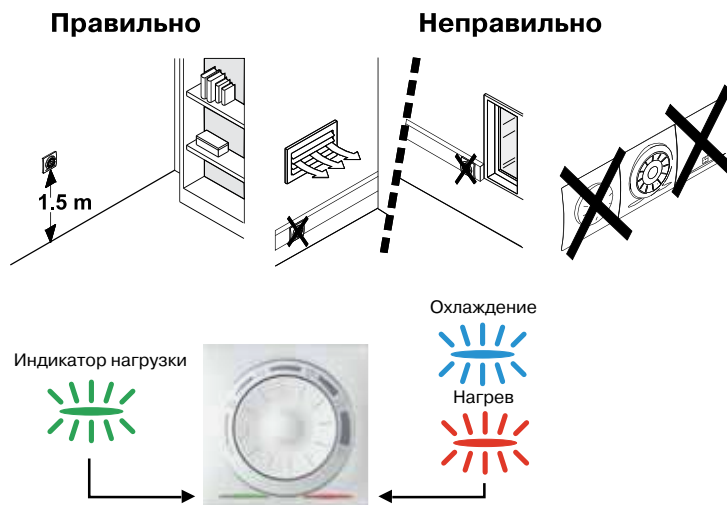 Правильно
Неправильно
1.5 m
Охлаждение
Индикатор нагрузки
Нагрев